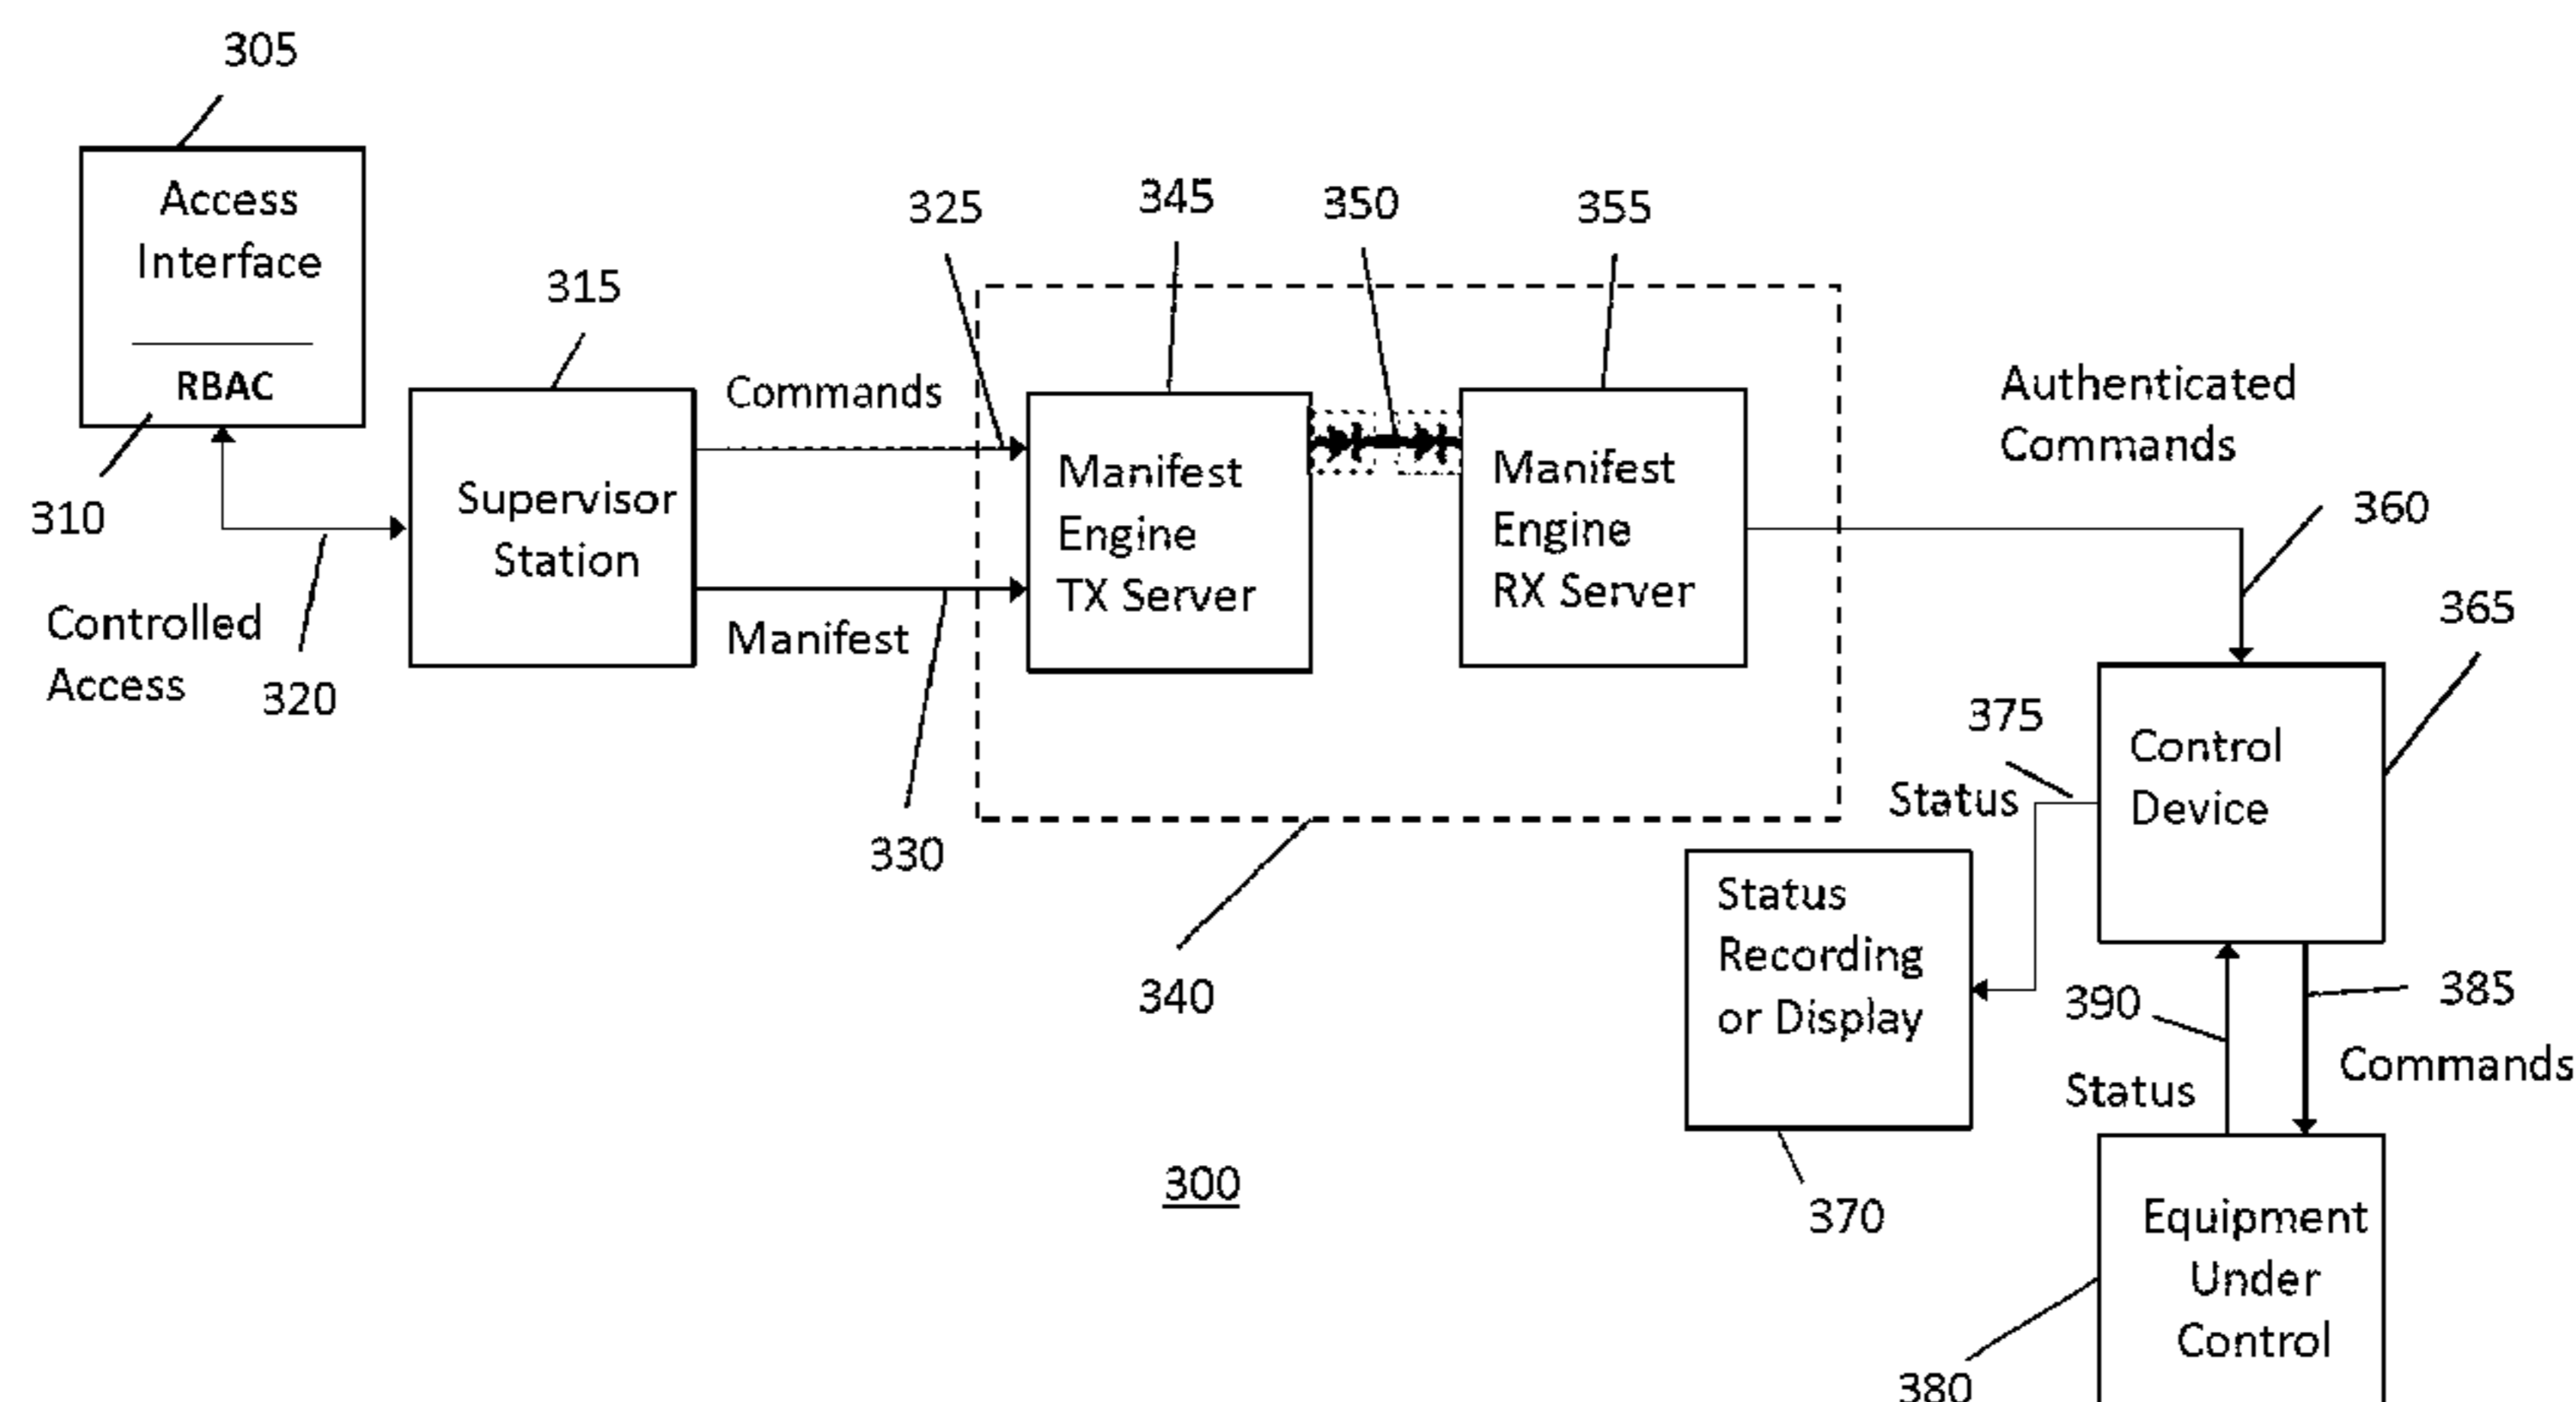 305
Access
Interface
RBAC
310
Controlled
Access
320
315
Supervisor
Station
Commands
Manifest
325
330
345
350
355
Manifest
Engine
TX Server
Manifest
Engine
RX Server
340
Authenticated
Commands
360
365
Control
Device
375
Status
Status
Recording
or Display
370
390
Status
385
Commands
Equipment
Under
Control
380
300